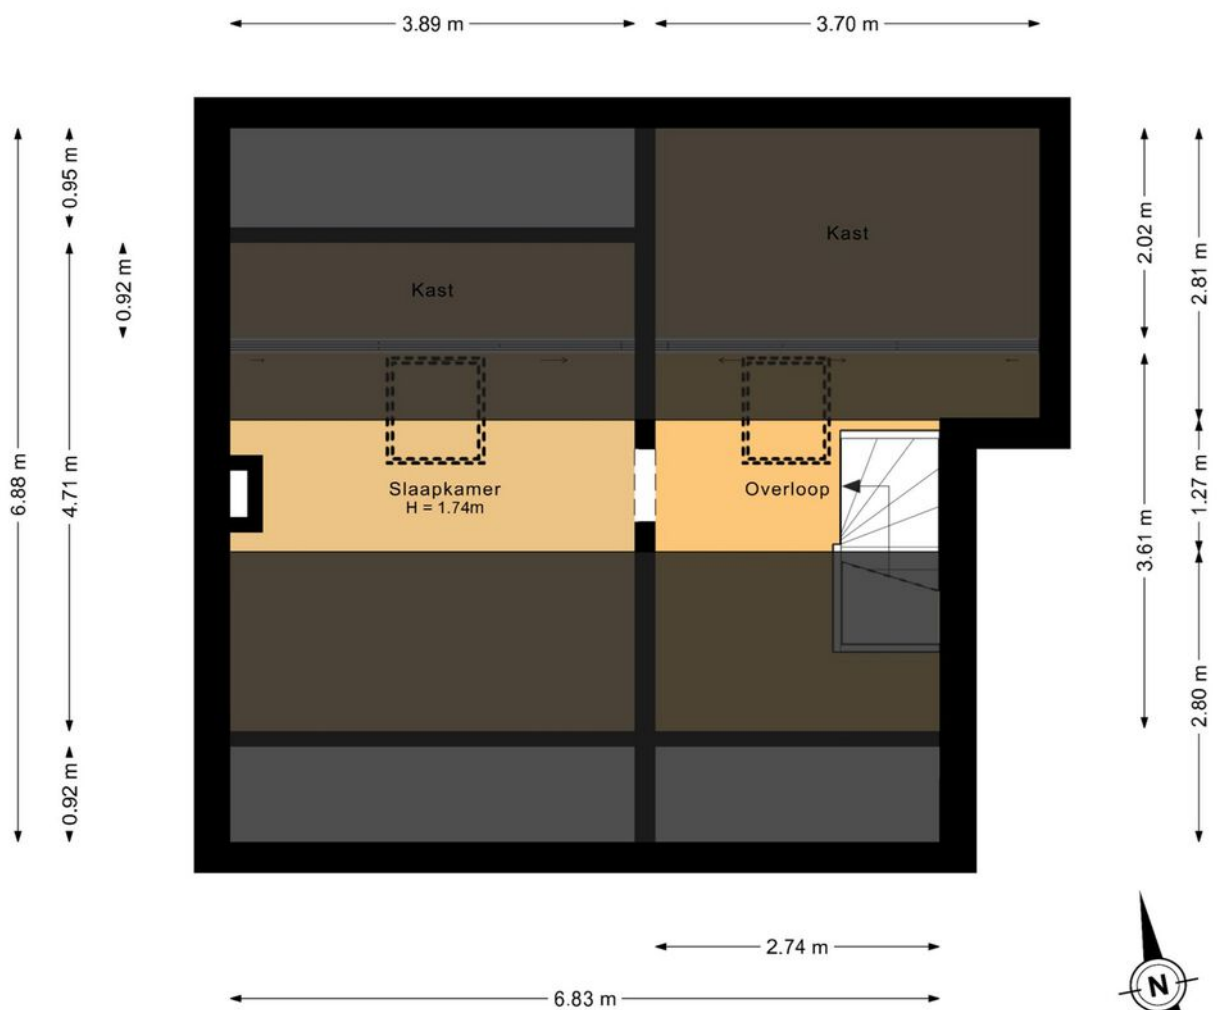 3.89 m
3.70 m
0.95 m
2.02 m
2.81 m
0.92 m
Kast
Kast
6.88 m
4.71 m
Slaapkamer
H = 1.74m
Overloop
1.27 m
3.61 m
2.80 m
0.92 m
2.74 m
6.83 m
N